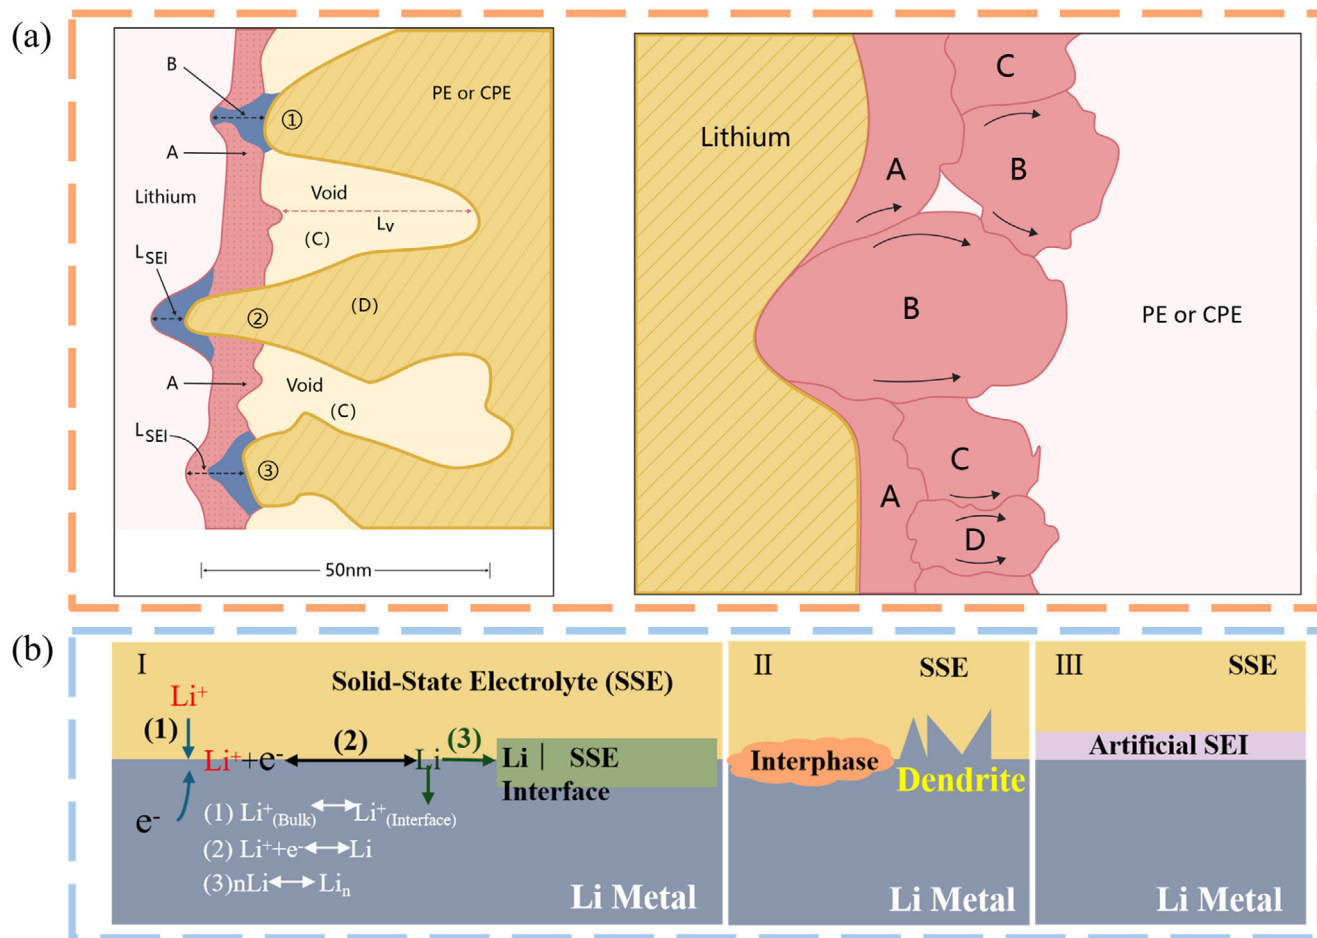 (a)
B
①
PE or CPE
A
Lithium
Void
Lᵥ
(C)
L_SEI
②
(D)
A
Void
(C)
L_SEI
③
50nm
Lithium
C
A
B
B
PE or CPE
C
A
D
(b)
I
Solid-State Electrolyte (SSE)
Li⁺
(1)
Li⁺+e⁻
(2)
Li
(3)
Li | SSE
Interface
e⁻
(1) Li⁺(Bulk)⟷Li⁺(Interface)
(2) Li⁺+e⁻⟷Li
(3)nLi⟷Liₙ
Li Metal
II
SSE
Interphase
Dendrite
Li Metal
III
SSE
Artificial SEI
Li Metal